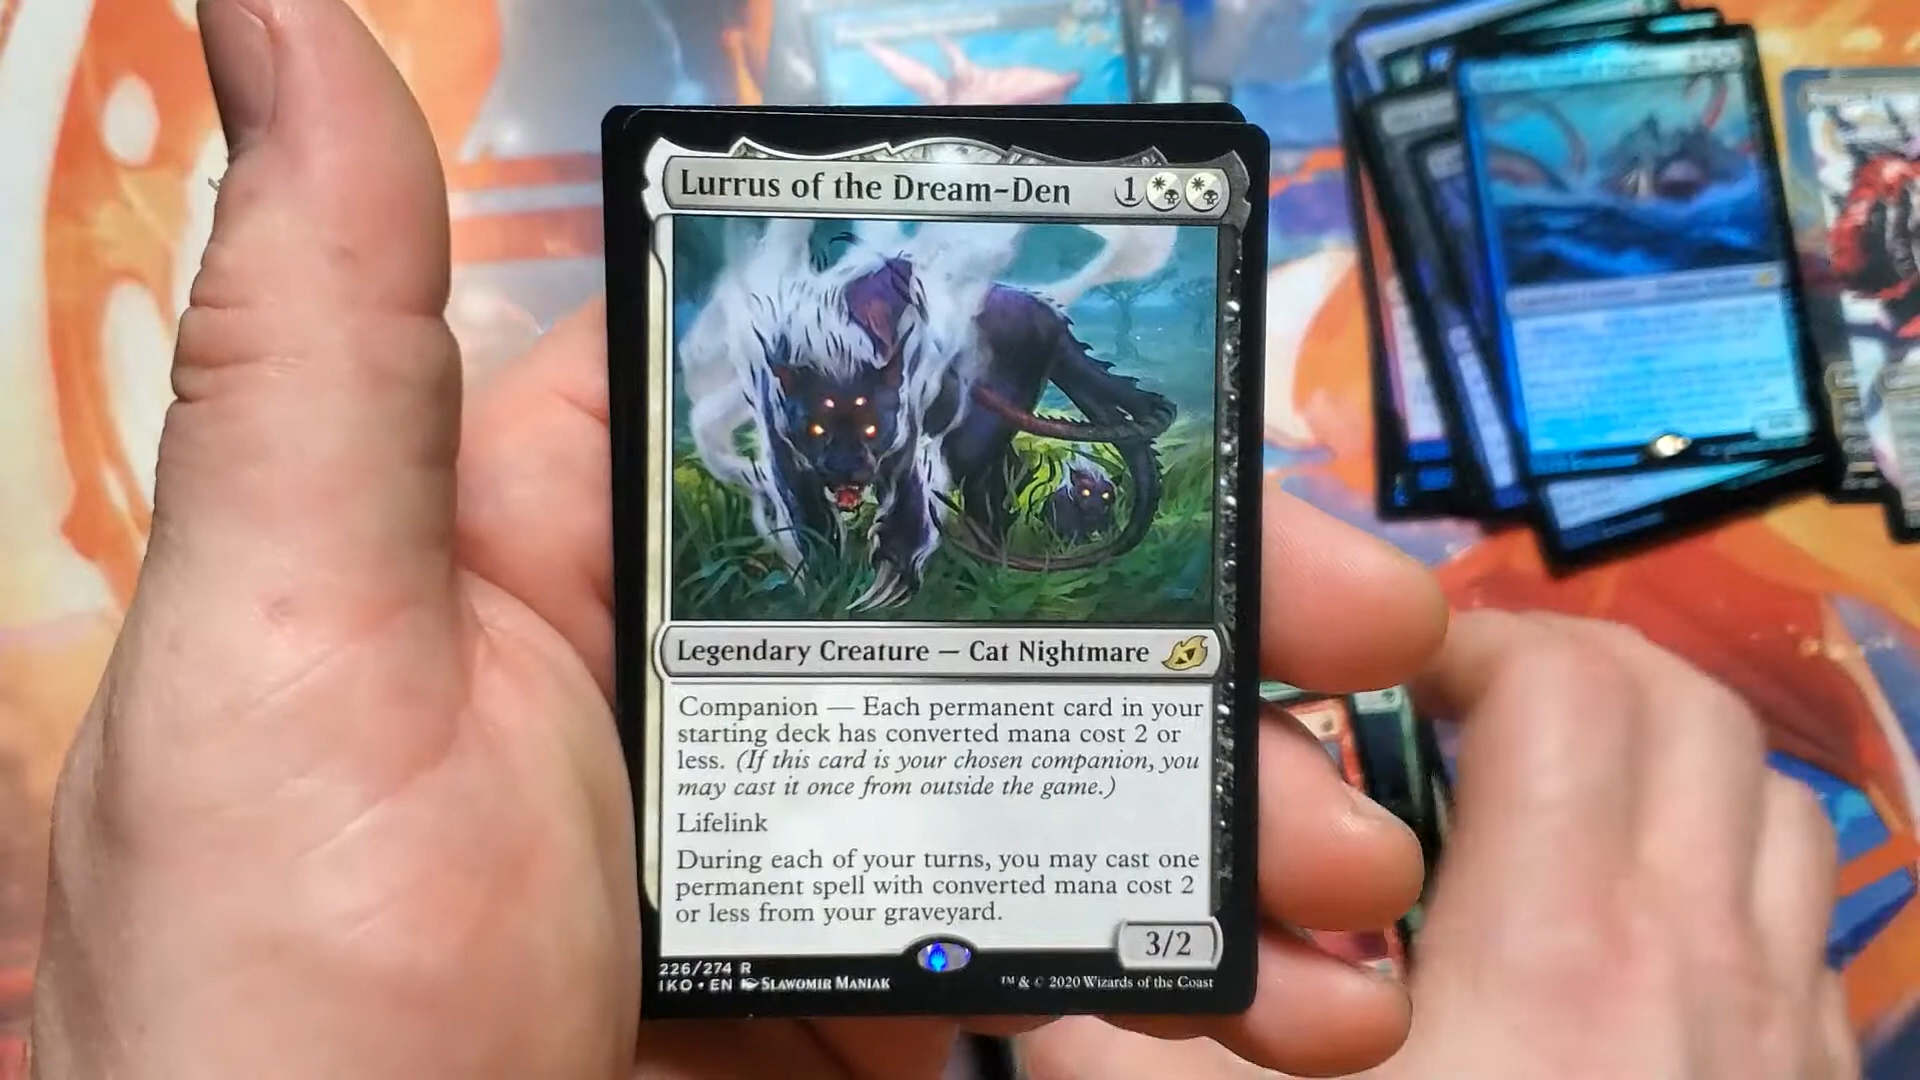 Lurrus of the Dream-Den 1
Legendary Creature — Cat Nightmare
Companion — Each permanent card in your
starting deck has converted mana cost 2 or
less. (If this card is your chosen companion, you
may cast it once from outside the game.)
Lifelink
During each of your turns, you may cast one
permanent spell with converted mana cost 2
or less from your graveyard.
3/2
226/274 R
IKO • EN Slawomir Maniak
™ & © 2020 Wizards of the Coast